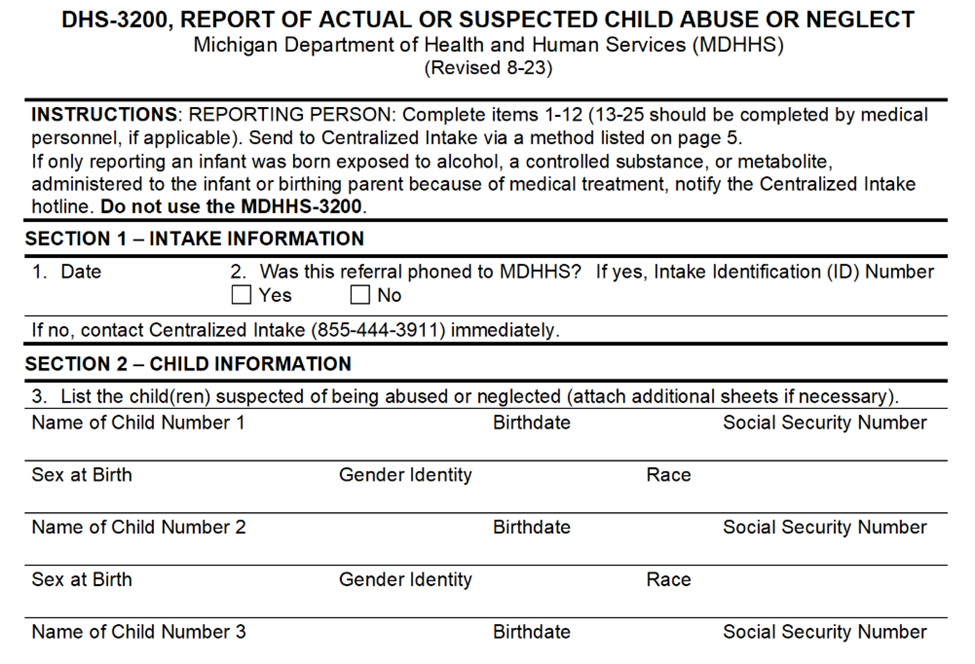 DHS-3200, REPORT OF ACTUAL OR SUSPECTED CHILD ABUSE OR NEGLECT
Michigan Department of Health and Human Services (MDHHS)
(Revised 8-23)
INSTRUCTIONS: REPORTING PERSON: Complete items 1-12 (13-25 should be completed by medical
personnel, if applicable). Send to Centralized Intake via a method listed on page 5.
If only reporting an infant was born exposed to alcohol, a controlled substance, or metabolite,
administered to the infant or birthing parent because of medical treatment, notify the Centralized Intake
hotline. Do not use the MDHHS-3200.
SECTION 1 – INTAKE INFORMATION
1. Date 2. Was this referral phoned to MDHHS? If yes, Intake Identification (ID) Number
Yes No
If no, contact Centralized Intake (855-444-3911) immediately.
SECTION 2 – CHILD INFORMATION
3. List the child(ren) suspected of being abused or neglected (attach additional sheets if necessary).
Name of Child Number 1 Birthdate Social Security Number
Sex at Birth Gender Identity Race
Name of Child Number 2 Birthdate Social Security Number
Sex at Birth Gender Identity Race
Name of Child Number 3 Birthdate Social Security Number